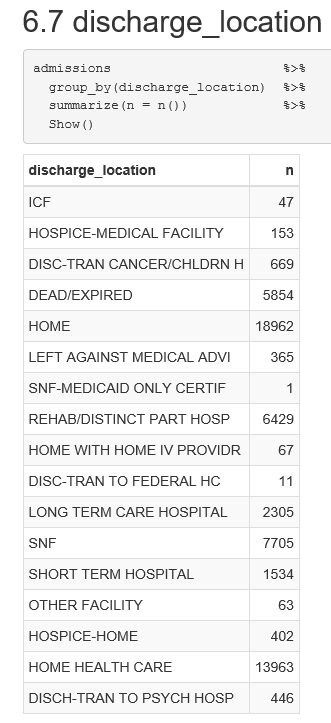 6.7 discharge_location
admissions %>%
group_by(discharge_location) %>%
summarize(n = n()) %>%
Show()
discharge_location n
ICF 47
HOSPICE-MEDICAL FACILITY 153
DISC-TRAN CANCER/CHLDRN H 669
DEAD/EXPIRED 5854
HOME 18962
LEFT AGAINST MEDICAL ADVI 365
SNF-MEDICAID ONLY CERTIF 1
REHAB/DISTINCT PART HOSP 6429
HOME WITH HOME IV PROVIDR 67
DISC-TRAN TO FEDERAL HC 11
LONG TERM CARE HOSPITAL 2305
SNF 7705
SHORT TERM HOSPITAL 1534
OTHER FACILITY 63
HOSPICE-HOME 402
HOME HEALTH CARE 13963
DISCH-TRAN TO PSYCH HOSP 446